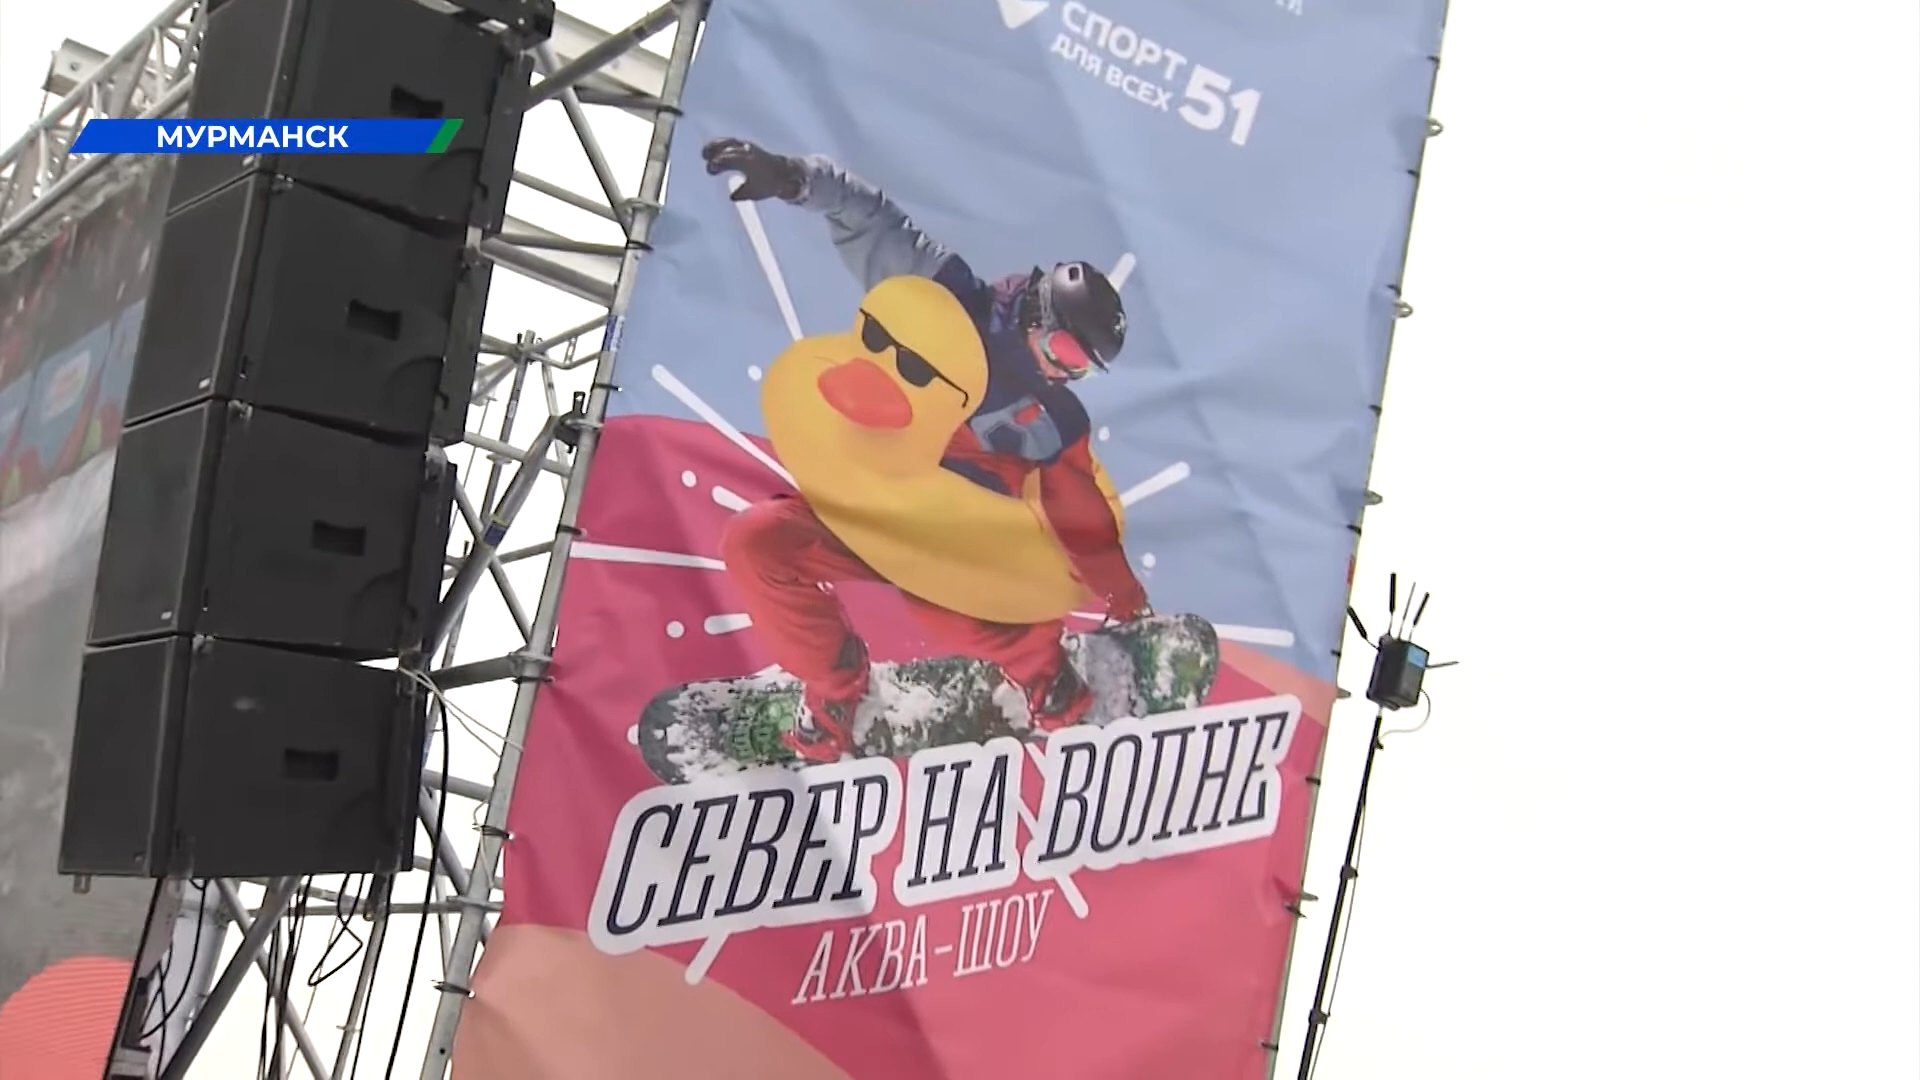 СПОРТ
ДЛЯ ВСЕХ 51
МУРМАНСК
СЕВЕР НА ВОЛНЕ
АКВА-ШОУ